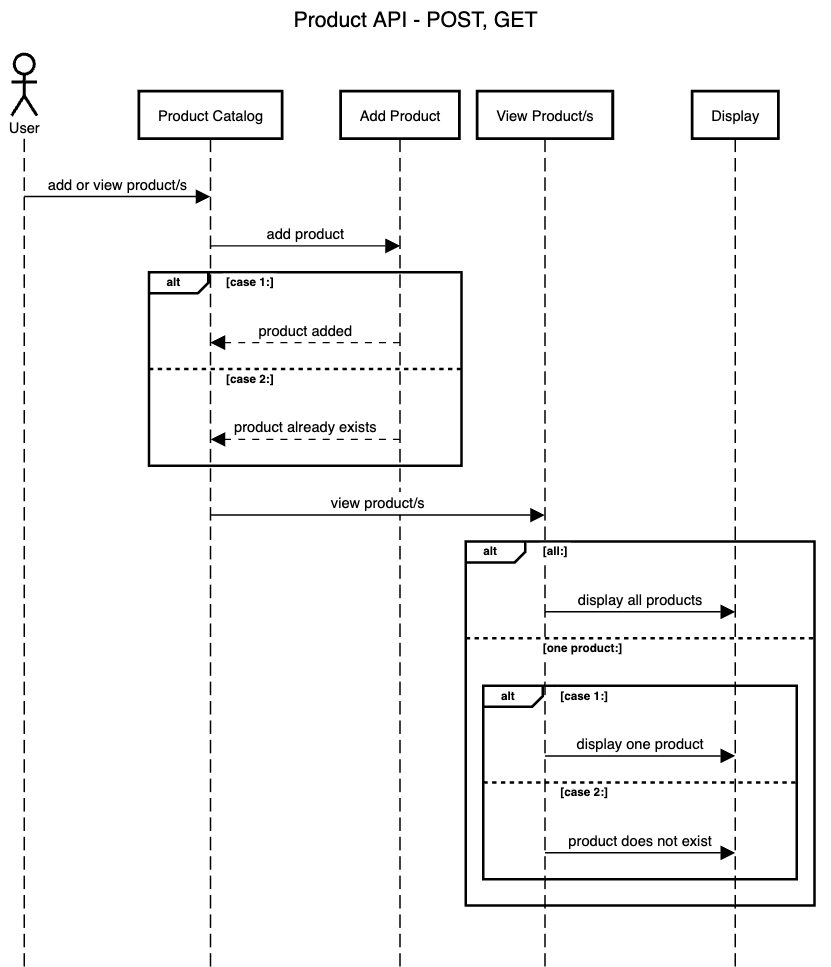 Product API - POST, GET
User
Product Catalog
Add Product
View Product/s
Display
add or view product/s
add product
alt
[case 1:]
product added
[case 2:]
product already exists
view product/s
alt
[all:]
display all products
[one product:]
alt
[case 1:]
display one product
[case 2:]
product does not exist